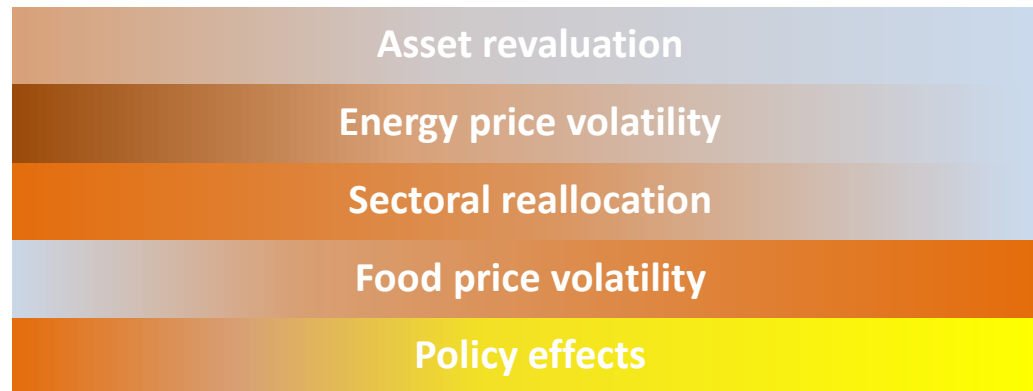 Asset revaluation
Energy price volatility
Sectoral reallocation
Food price volatility
Policy effects